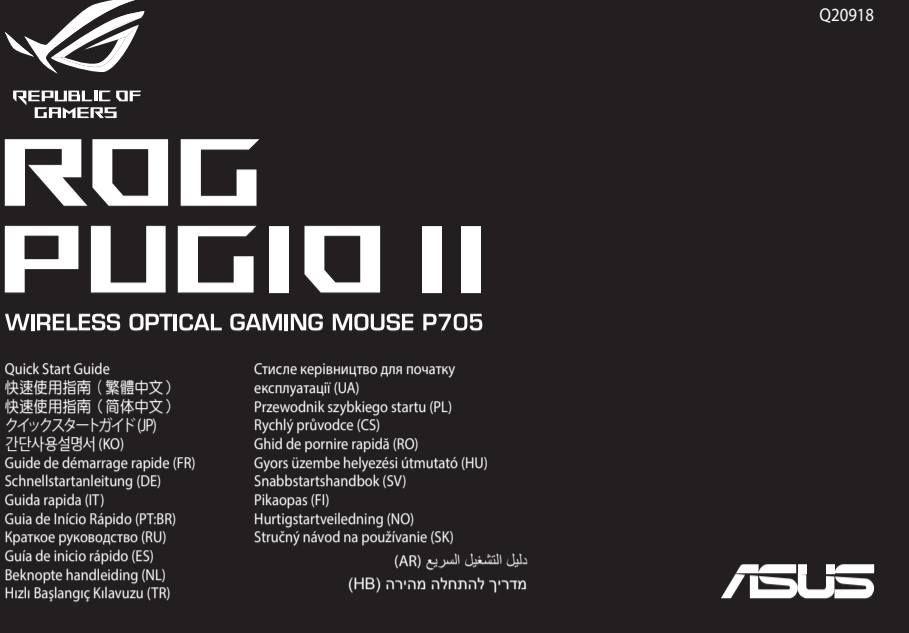 Q20918
REPUBLIC OF
GAMERS
ROG
PUGIO II
WIRELESS OPTICAL GAMING MOUSE P705
Quick Start Guide
快速使用指南（繁體中文）
快速使用指南（简体中文）
クイックスタートガイド(JP)
간단사용설명서(KO)
Guide de démarrage rapide (FR)
Schnellstartanleitung (DE)
Guida rapida (IT)
Guia de Início Rápido (PT:BR)
Краткое руководство (RU)
Guía de inicio rápido (ES)
Beknopte handleiding (NL)
Hızlı Başlangıç Kılavuzu (TR)
Стисле керівництво для початку
експлуатації (UA)
Przewodnik szybkiego startu (PL)
Rychlý průvodce (CS)
Ghid de pornire rapidă (RO)
Gyors üzembe helyezési útmutató (HU)
Snabbstartshandbok (SV)
Pikaopas (FI)
Hurtigstartveiledning (NO)
Stručný návod na používanie (SK)
دليل التشغيل السريع (AR)
מדריך להתחלה מהירה (HB)
ASUS